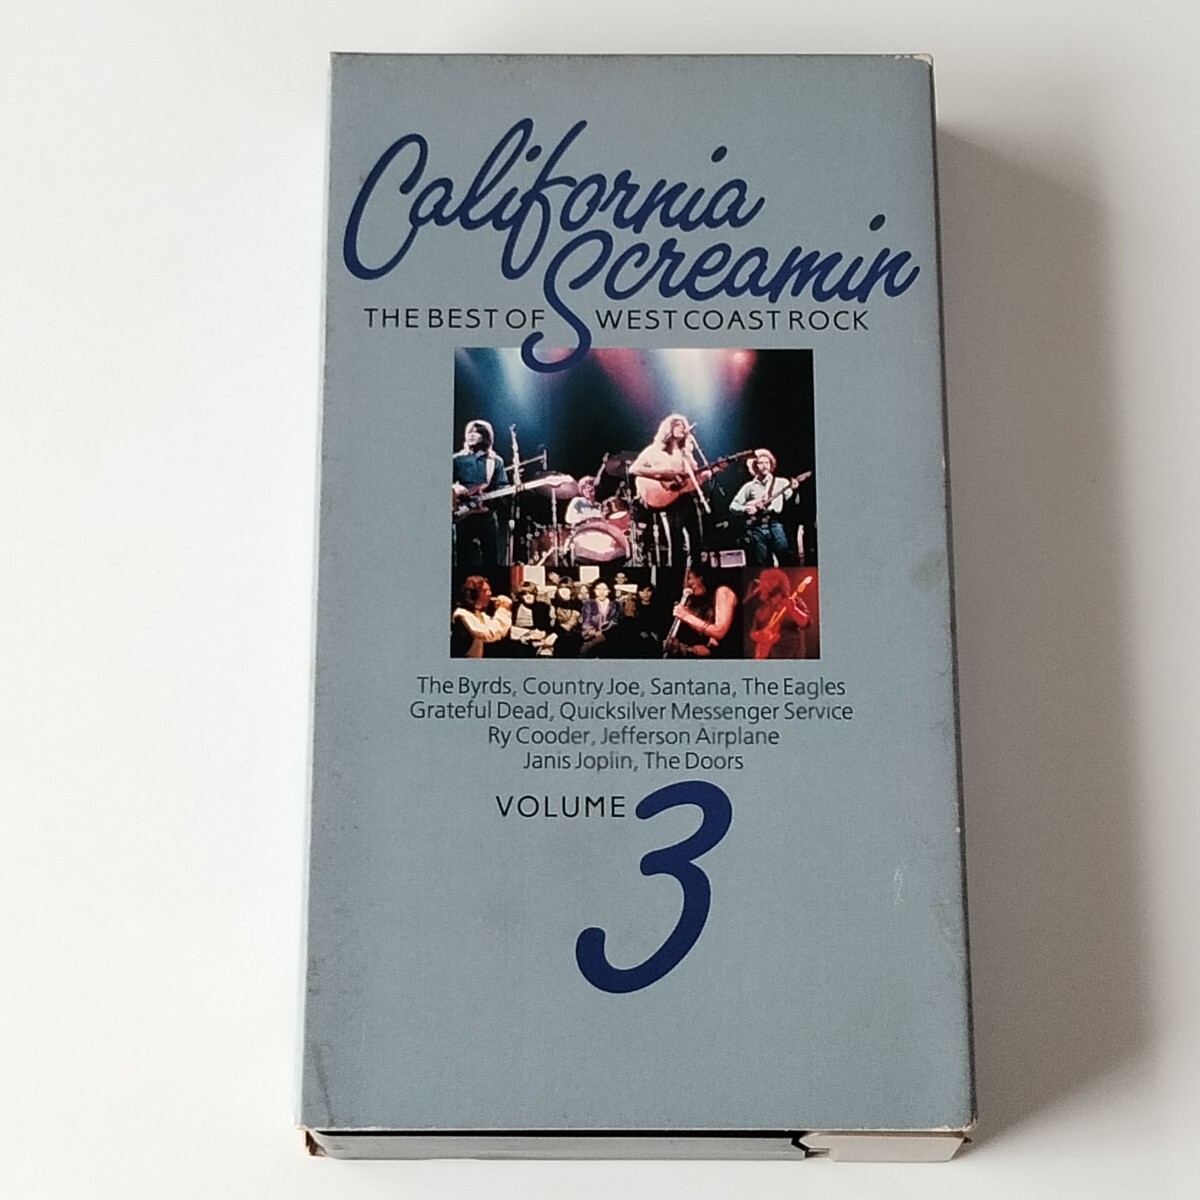 California
Screamin
THE BEST OF WEST COAST ROCK
The Byrds, Country Joe, Santana, The Eagles
Grateful Dead, Quicksilver Messenger Service
Ry Cooder, Jefferson Airplane
Janis Joplin, The Doors
VOLUME 3